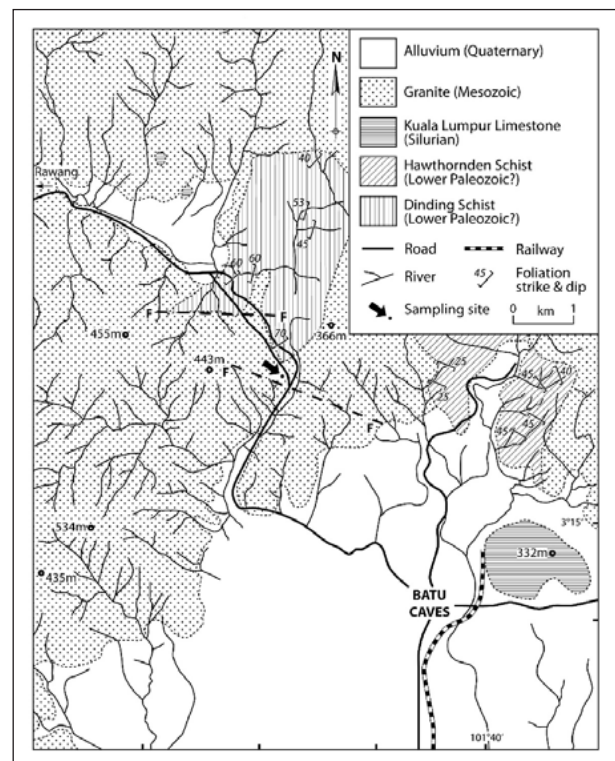 Alluvium (Quaternary)
Granite (Mesozoic)
Kuala Lumpur Limestone
(Silurian)
Hawthornden Schist
(Lower Paleozoic?)
Dinding Schist
(Lower Paleozoic?)
Road
Railway
River
45
Foliation
strike & dip
Sampling site
0 km 1
N
Rawang
40
53
45
60
60
F
F
70
366m
455m
443m
F
F
25
25
45
40
45
45
3°15'
534m
332m
435m
BATU
CAVES
101°40'